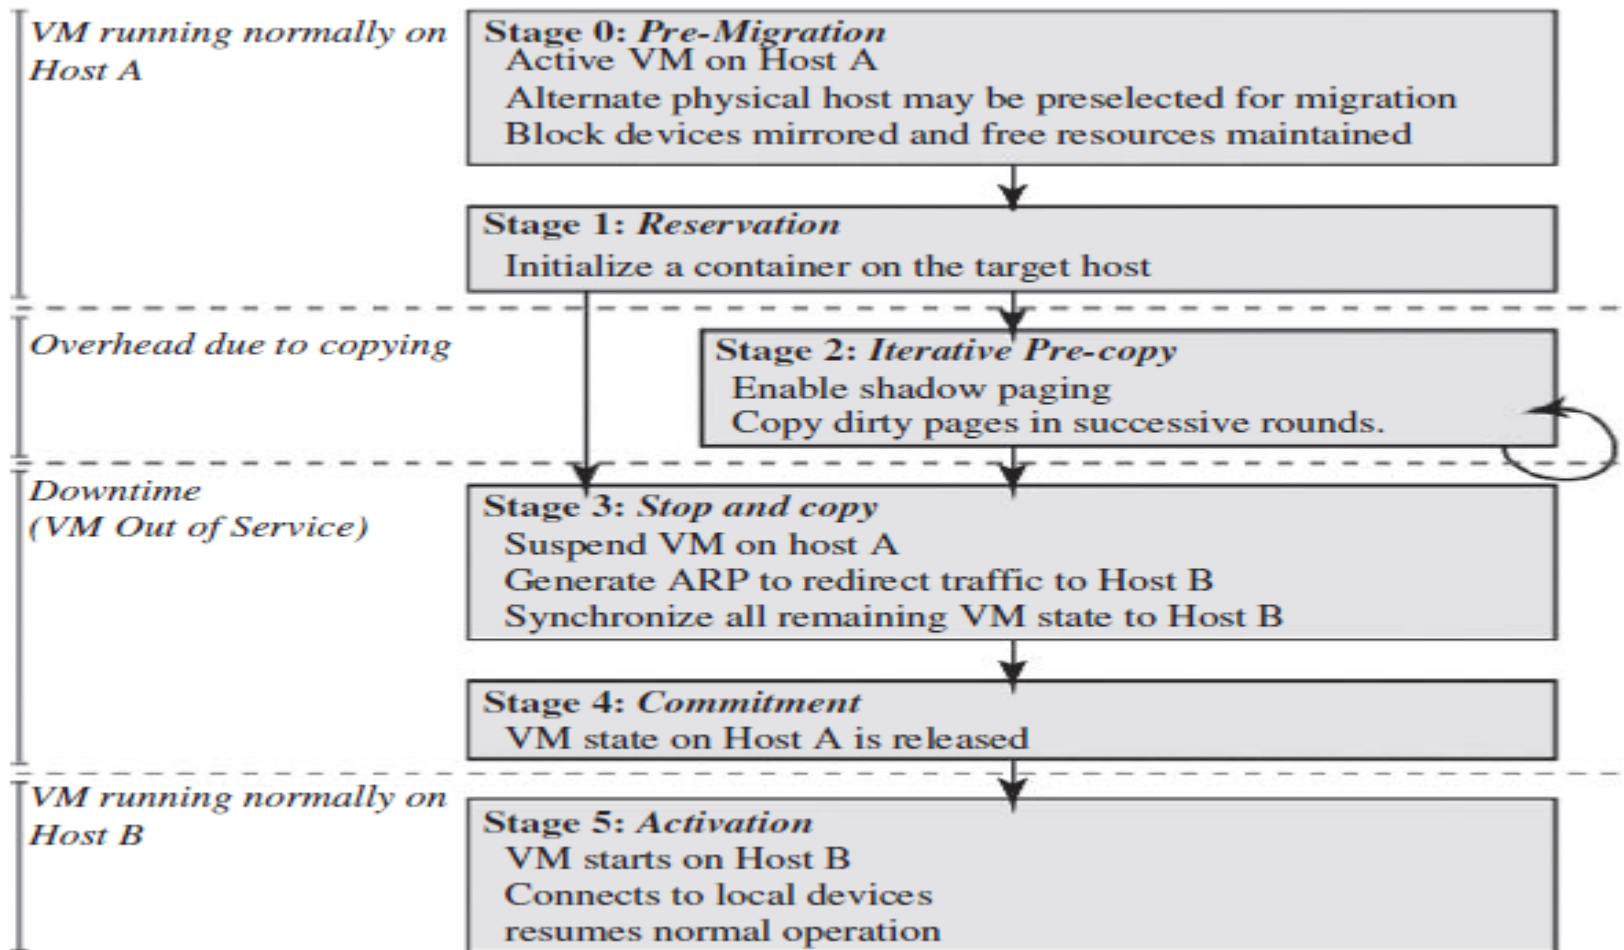 VM running normally on
Host A
Stage 0: Pre-Migration
Active VM on Host A
Alternate physical host may be preselected for migration
Block devices mirrored and free resources maintained
Stage 1: Reservation
Initialize a container on the target host
Overhead due to copying
Stage 2: Iterative Pre-copy
Enable shadow paging
Copy dirty pages in successive rounds.
Downtime
(VM Out of Service)
Stage 3: Stop and copy
Suspend VM on host A
Generate ARP to redirect traffic to Host B
Synchronize all remaining VM state to Host B
Stage 4: Commitment
VM state on Host A is released
VM running normally on
Host B
Stage 5: Activation
VM starts on Host B
Connects to local devices
resumes normal operation